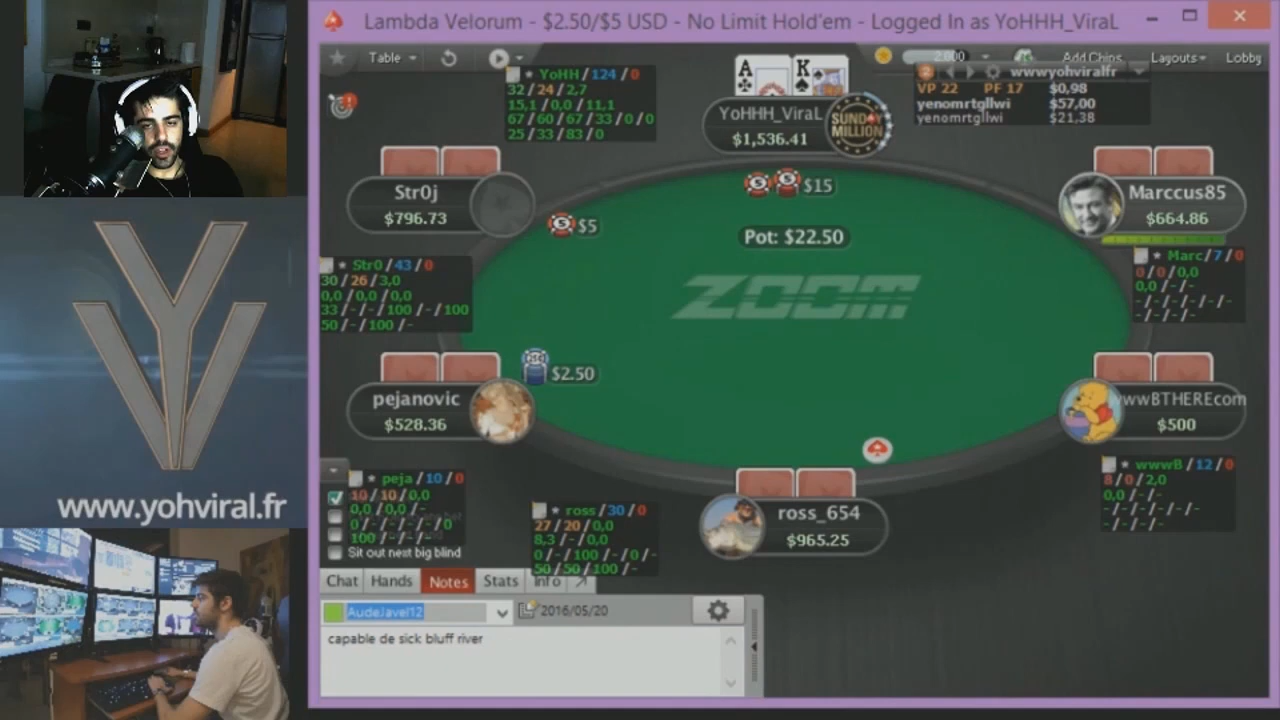 Lambda Velorum - $2.50/$5 USD - No Limit Hold'em - Logged In as YoHHH_ViraL
Table
2,000
Add Chips
Layouts
Lobby
YoHH / 124 / 0
32 / 24 / 2,7
15,1 / 0,0 / 11,1
67 / 60 / 67 / 33 / 0 / 0
25 / 33 / 83 / 0
A K
YoHHH_ViraL
$1,536.41
SUNDAY
MILLION
wwwyohviralfr
VP 22 PF 17 $0,98
yenomrtgllwi $57,00
yenomrtgllwi $21,38
Str0j
$796.73
Marccus85
$664.86
$15
$5
Pot: $22.50
ZOOM
Str0 / 43 / 0
30 / 26 / 3,0
0,0 / 0,0 / 0,0
33 / - / - / 100 / - / 100
50 / - / 100 / -
Marc / 7 / 0
0 / 0 / 0,0
0,0 / - / -
- / - / - / - / - / -
- / - / - / -
$2.50
pejanovic
$528.36
wwwBTHEREcom
$500
www.yohviral.fr
peja / 10 / 0
10 / 10 / 0,0
0,0 / 0,0 / -
0 / - / - / - / - / 0
100 / - / - / -
Sit out next big blind
ross / 30 / 0
27 / 20 / 0,0
8,3 / - / 0,0
0 / - / 100 / - / 0 / -
50 / 50 / 100 / -
ross_654
$965.25
wwwB / 12 / 0
8 / 0 / 2,0
0,0 / - / -
- / - / - / - / - / -
- / - / - / -
Chat Hands Notes Stats Info
AudeJavel12
2016/05/20
capable de sick bluff river